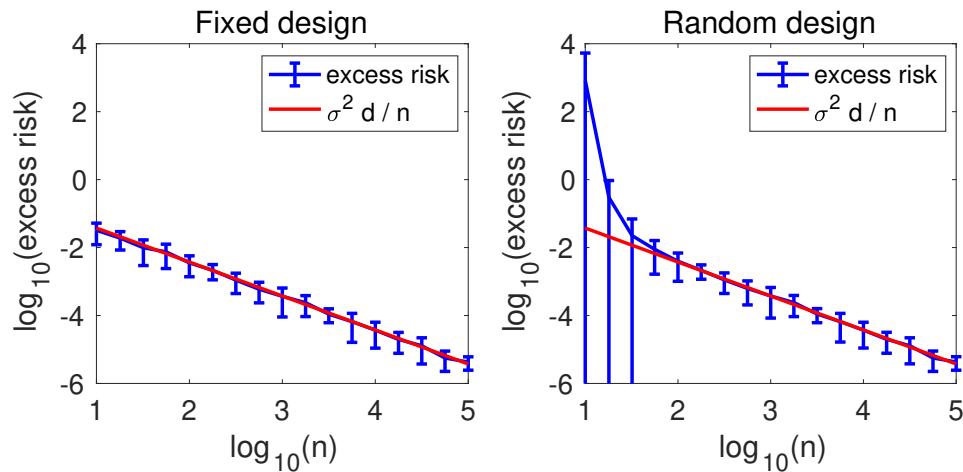 Fixed design
4
2
0
-2
-4
-6
log₁₀(excess risk)
excess risk
σ² d / n
1
2
3
4
5
log₁₀(n)
Random design
4
2
0
-2
-4
-6
log₁₀(excess risk)
excess risk
σ² d / n
1
2
3
4
5
log₁₀(n)